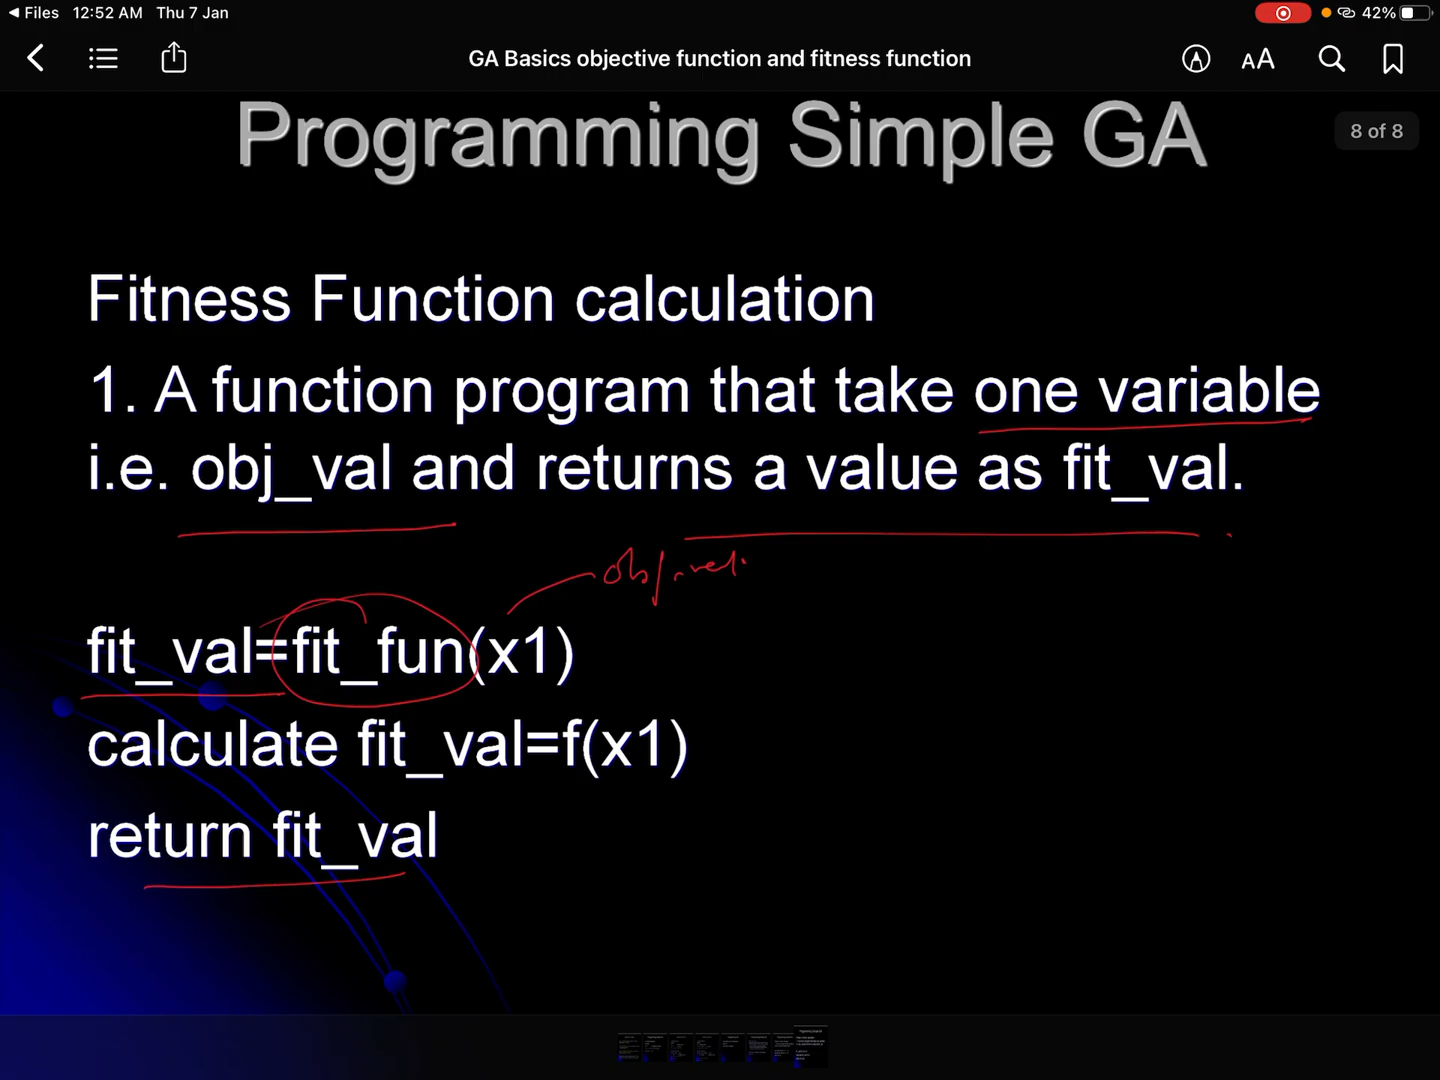 Files 12:52 AM Thu 7 Jan 42%
GA Basics objective function and fitness function
AA
Programming Simple GA
8 of 8
Fitness Function calculation
1. A function program that take one variable
i.e. obj_val and returns a value as fit_val.
fit_val=fit_fun(x1)
calculate fit_val=f(x1)
return fit_val